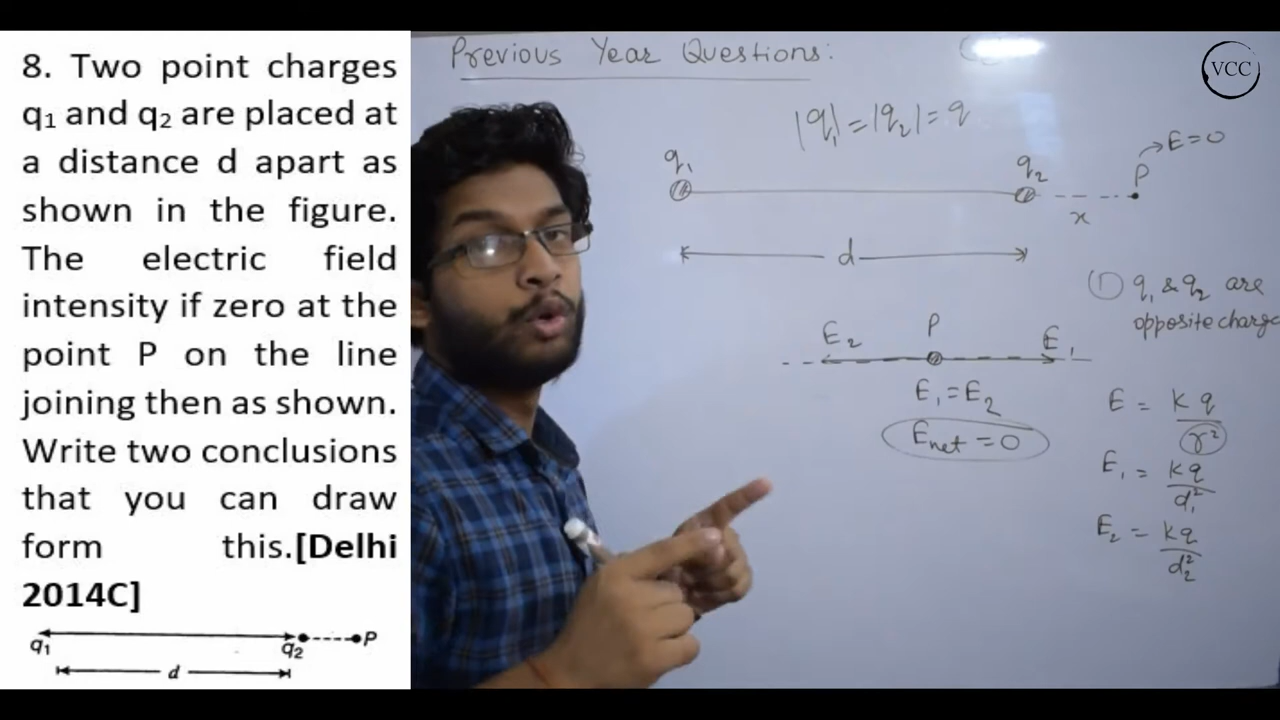 8. Two point charges
q₁ and q₂ are placed at
a distance d apart as
shown in the figure.
The electric field
intensity if zero at the
point P on the line
joining then as shown.
Write two conclusions
that you can draw
form this.[Delhi
2014C]
q₁ q₂ P
d
Previous Year Questions:
VCC
|q₁| = |q₂| = q
q₁ q₂ P → E=0
x
d
① q₁ & q₂ are
opposite charge
E₂ P E₁
E₁ = E₂
Enet = 0
E = kq/r²
E₁ = kq/d₁²
E₂ = kq/d₂²